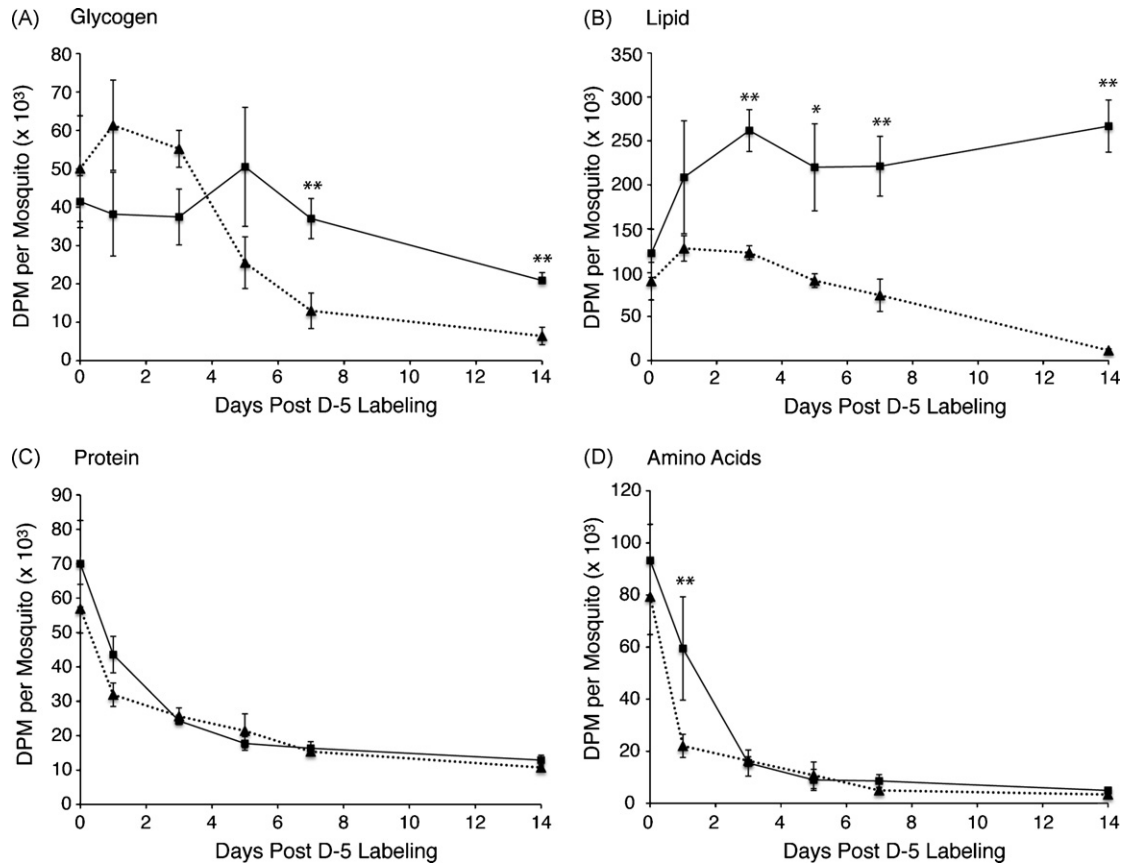 (A) Glycogen
DPM per Mosquito (x 10³)
80
70
60
50
40
30
20
10
0
**
**
0 2 4 6 8 10 12 14
Days Post D-5 Labeling
(B) Lipid
DPM per Mosquito (x 10³)
350
300
250
200
150
100
50
0
**
*
**
**
0 2 4 6 8 10 12 14
Days Post D-5 Labeling
(C) Protein
DPM per Mosquito (x 10³)
90
80
70
60
50
40
30
20
10
0
0 2 4 6 8 10 12 14
Days Post D-5 Labeling
(D) Amino Acids
DPM per Mosquito (x 10³)
120
100
80
60
40
20
0
**
0 2 4 6 8 10 12 14
Days Post D-5 Labeling